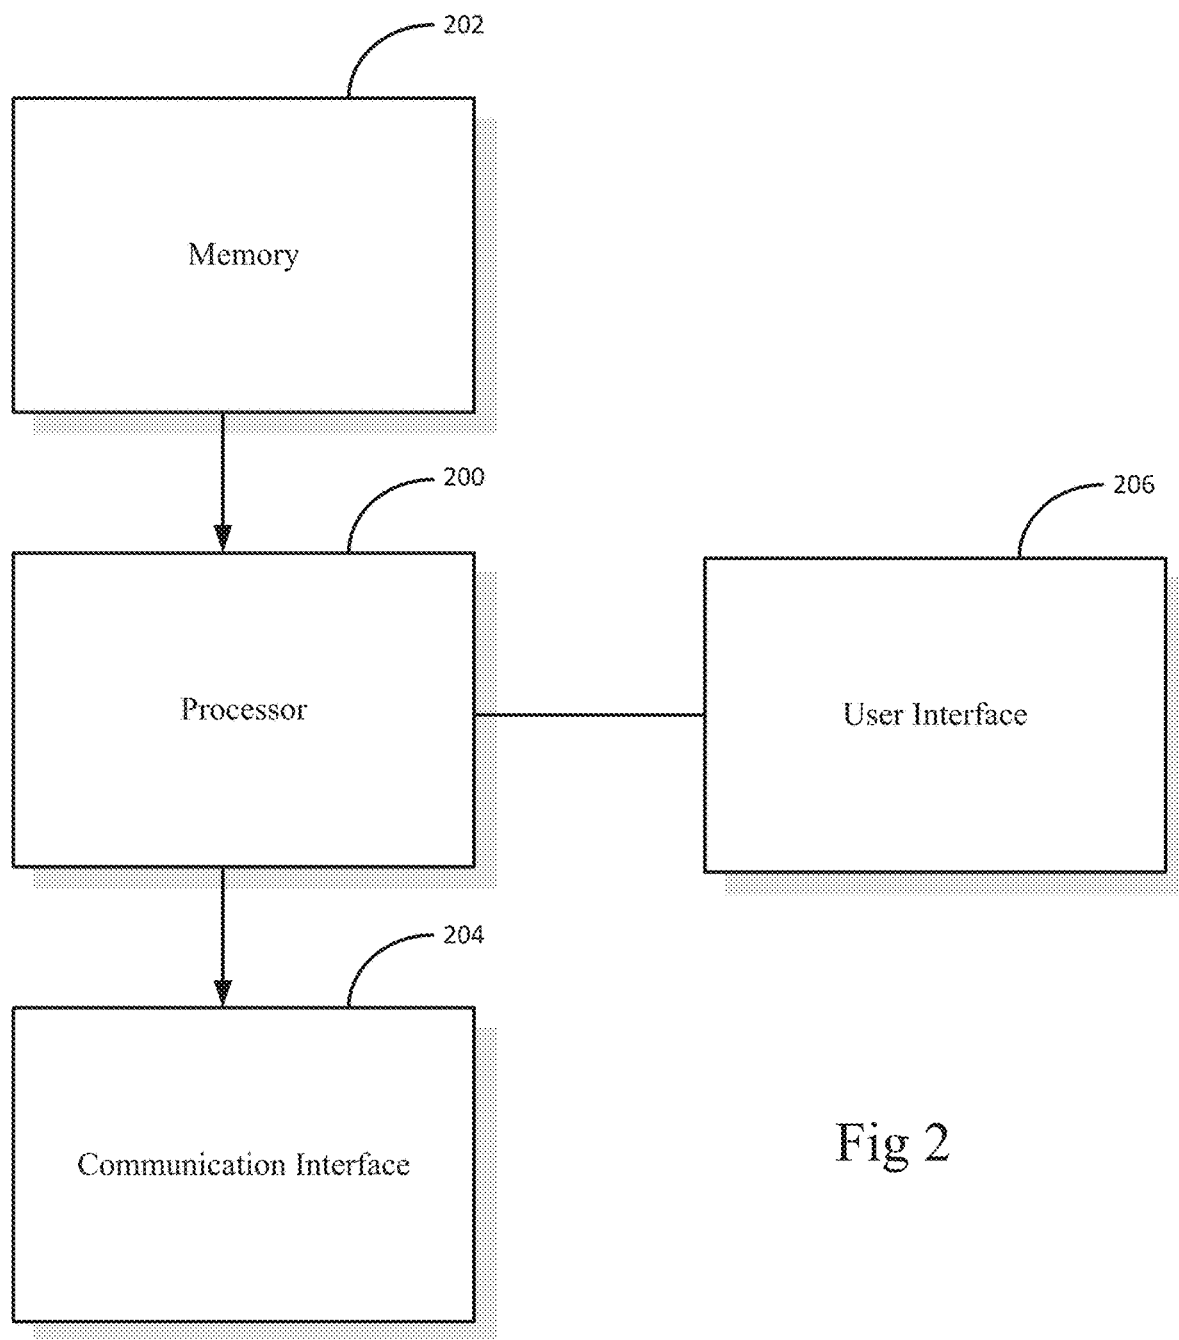 202
Memory
200
Processor
206
User Interface
204
Communication Interface
Fig 2